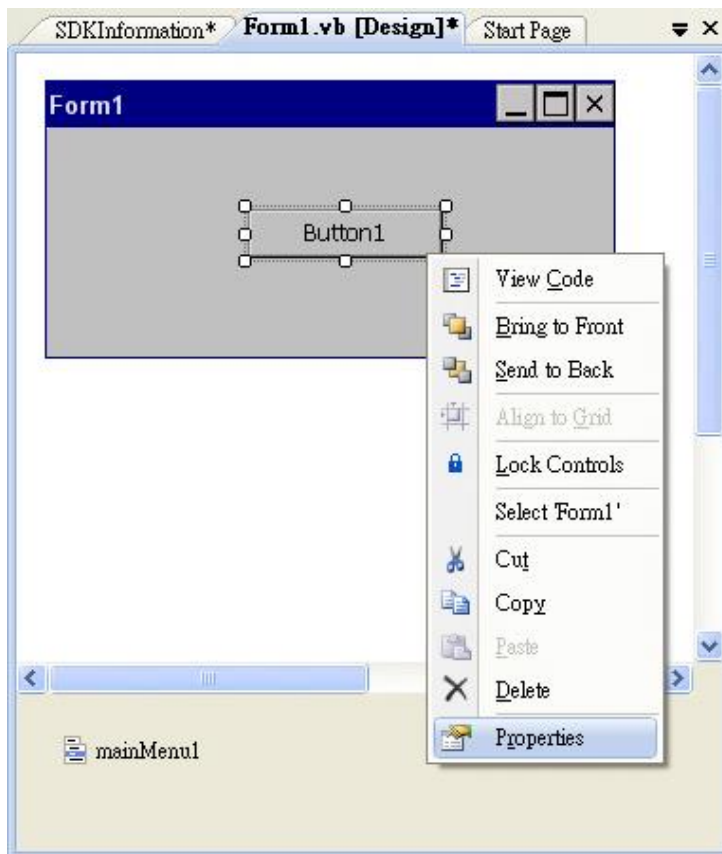 SDKInformation* Form1.vb [Design]* Start Page
Form1
Button1
View Code
Bring to Front
Send to Back
Align to Grid
Lock Controls
Select 'Form1'
Cut
Copy
Paste
Delete
Properties
mainMenu1